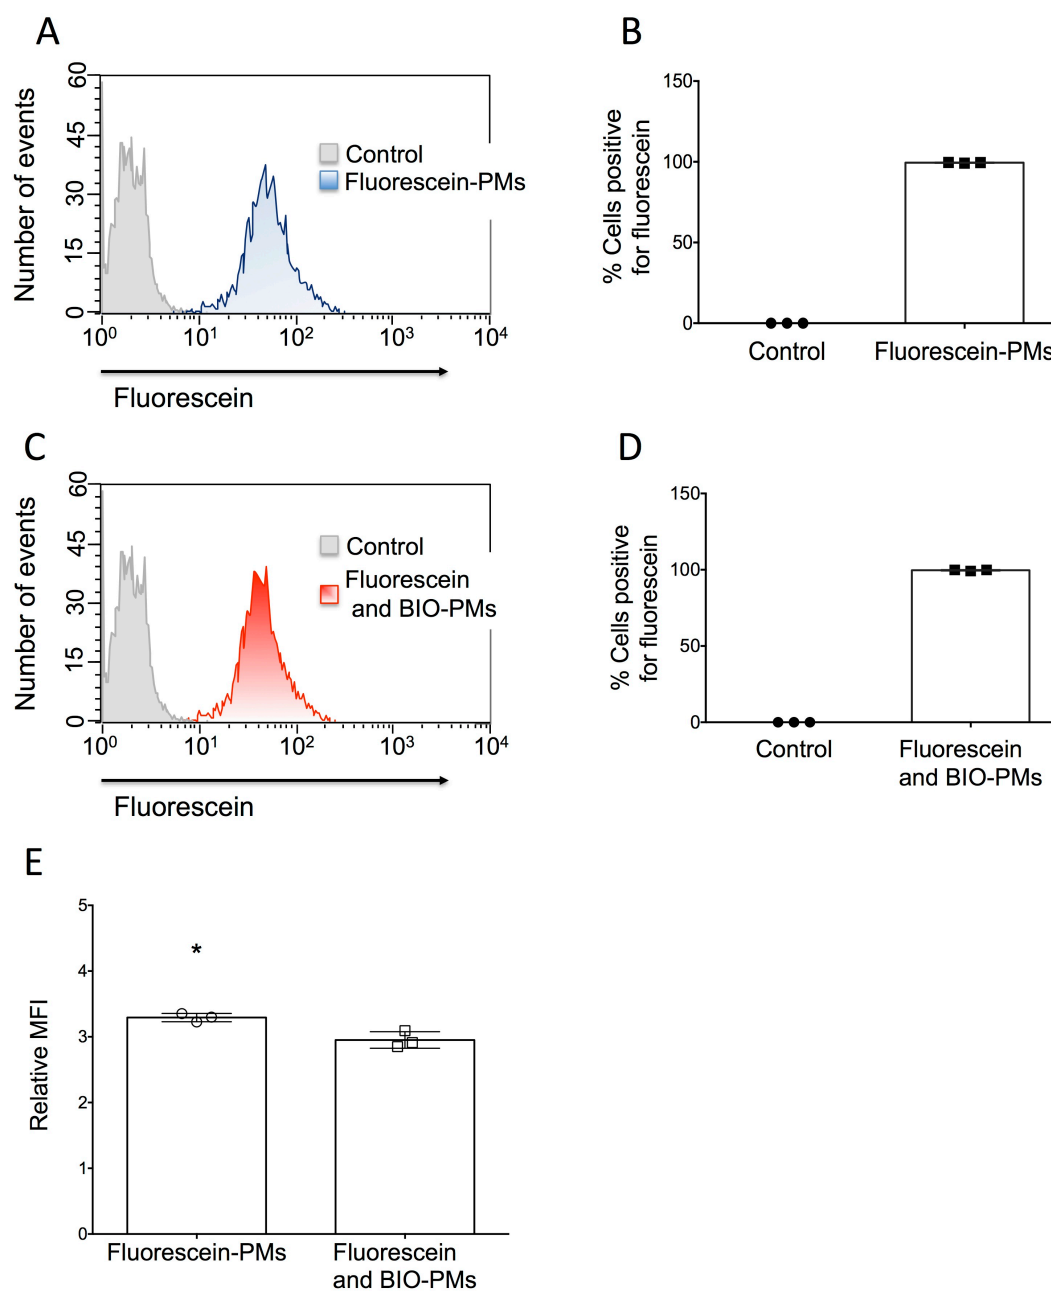 A
Number of events
60
45
30
15
0
10⁰ 10¹ 10² 10³ 10⁴
Control
Fluorescein-PMs
Fluorescein
B
% Cells positive
for fluorescein
150
100
50
0
Control Fluorescein-PMs
C
Number of events
60
45
30
15
0
10⁰ 10¹ 10² 10³ 10⁴
Control
Fluorescein
and BIO-PMs
Fluorescein
D
% Cells positive
for fluorescein
150
100
50
0
Control Fluorescein
and BIO-PMs
E
Relative MFI
5
4
3
2
1
0
*
Fluorescein-PMs Fluorescein
and BIO-PMs